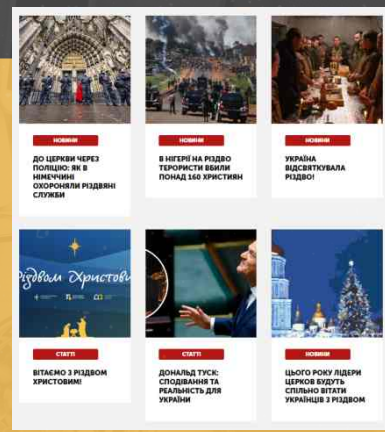 НОВИНИ
ДО ЦЕРКВИ ЧЕРЕЗ
ПОЛІЦІЮ: ЯК В
НІМЕЧЧИНІ
ОХОРОНЯЛИ РІЗДВЯНІ
СЛУЖБИ
НОВИНИ
В НІГЕРІЇ НА РІЗДВО
ТЕРОРИСТИ ВБИЛИ
ПОНАД 160 ХРИСТИЯН
НОВИНИ
УКРАЇНА
ВІДСВЯТКУВАЛА
РІЗДВО!
Різдвом Христови
СТАТТІ
ВІТАЄМО З РІЗДВОМ
ХРИСТОВИМ!
СТАТТІ
ДОНАЛЬД ТУСК:
СПОДІВАННЯ ТА
РЕАЛЬНІСТЬ ДЛЯ
УКРАЇНИ
НОВИНИ
ЦЬОГО РОКУ ЛІДЕРИ
ЦЕРКОВ БУДУТЬ
СПІЛЬНО ВІТАТИ
УКРАЇНЦІВ З РІЗДВОМ